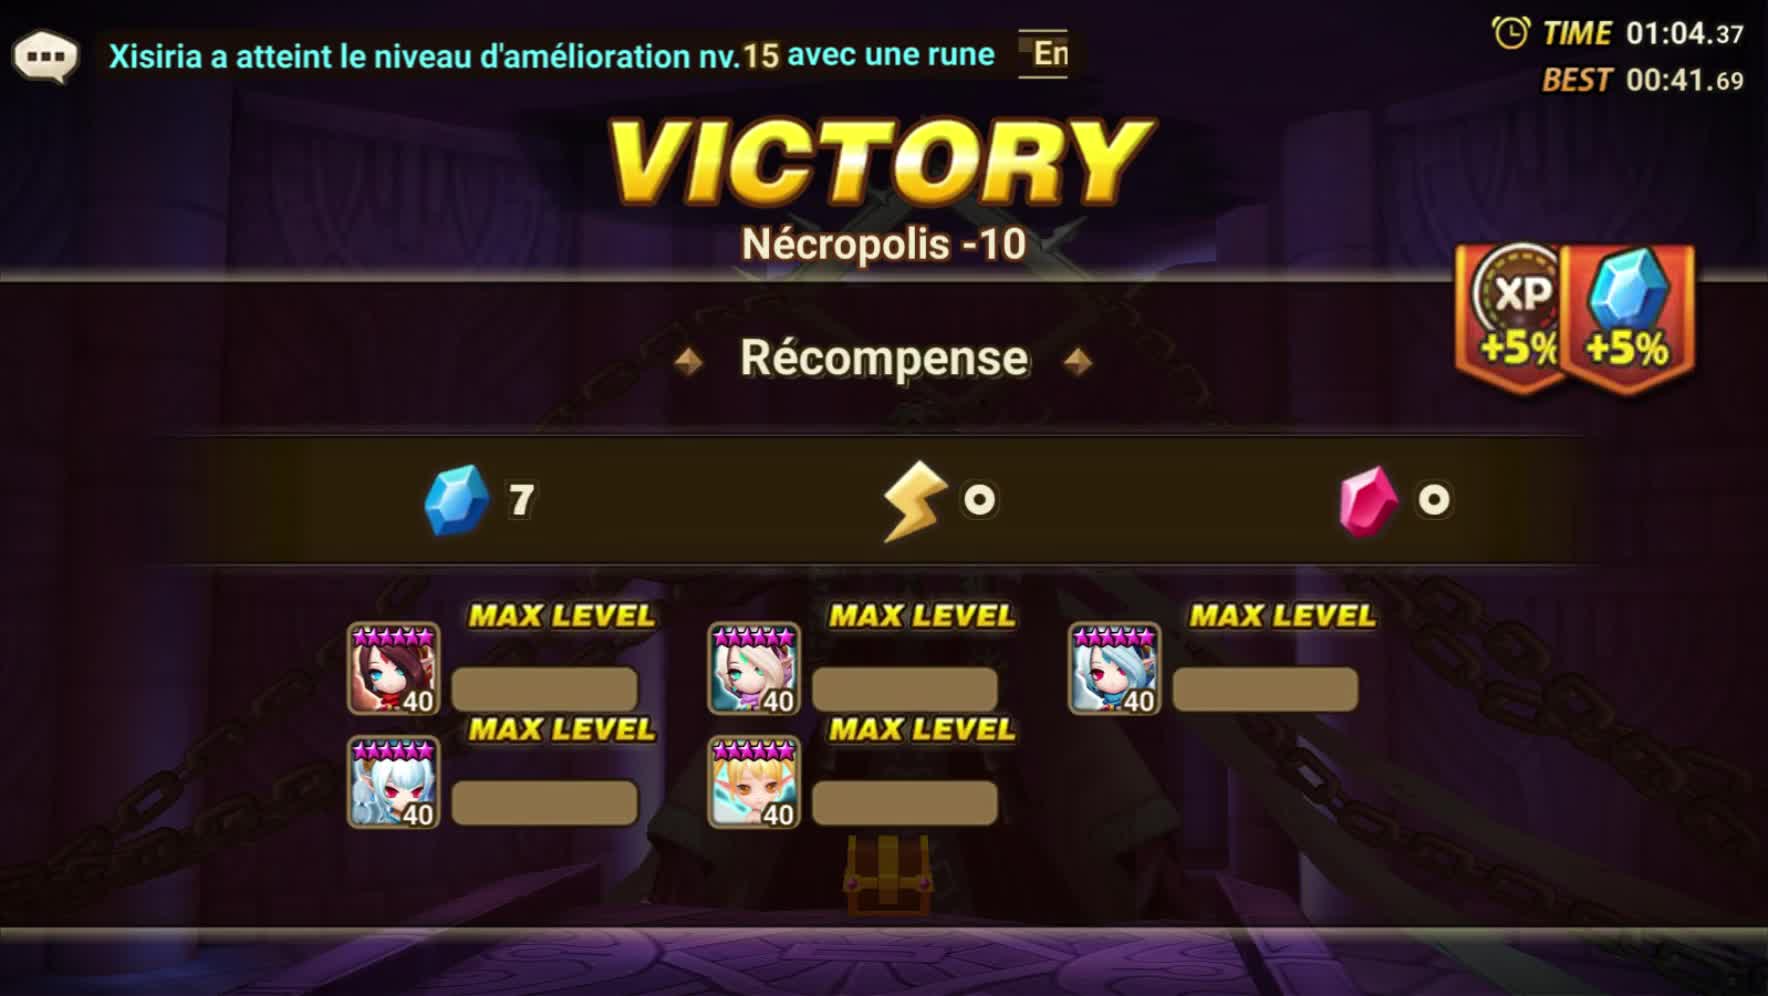 Xisiria a atteint le niveau d'amélioration nv.15 avec une rune En
TIME 01:04.37
BEST 00:41.69
VICTORY
Nécropolis -10
XP +5%
+5%
Récompense
7 0 0
MAX LEVEL MAX LEVEL MAX LEVEL
40 40 40
MAX LEVEL MAX LEVEL
40 40